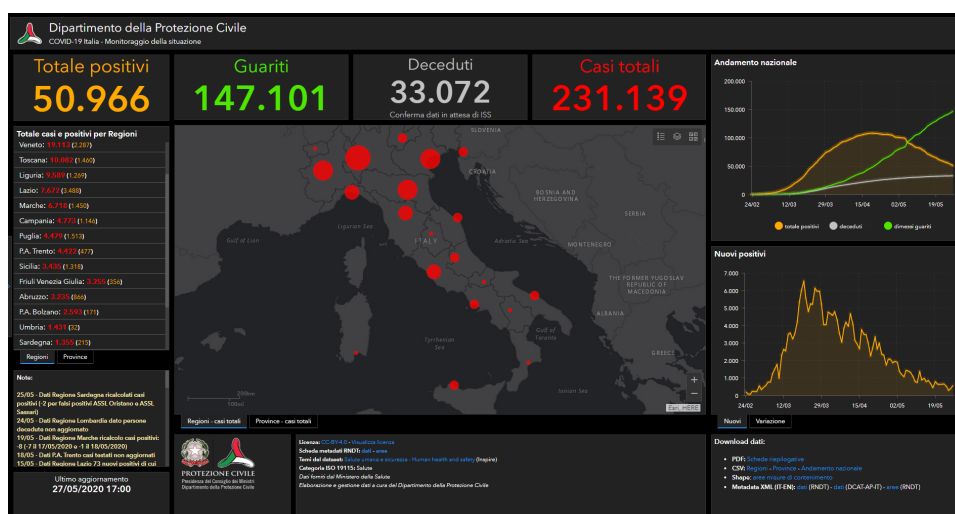 Dipartimento della Protezione Civile
COVID-19 Italia - Monitoraggio della
situazione
Totale positivi
50.966
Guariti
147.101
Deceduti
33.072
Conferma dati in attesa di ISS
Casi totali
231.139
Totale casi e positivi per Regioni
Veneto: 19.113 (2.287)
Toscana: 10.082 (1.460)
Liguria: 9.589 (1.269)
Lazio: 7.672 (3.488)
Marche: 6.710 (1.450)
Campania: 4.773 (1.146)
Puglia: 4.479 (1.513)
P.A. Trento: 4.422 (477)
Sicilia: 3.435 (1.318)
Friuli Venezia Giulia: 3.255 (356)
Abruzzo: 3.235 (866)
P.A. Bolzano: 2.593 (171)
Umbria: 1.431 (32)
Sardegna: 1.355 (215)
Regioni
Province
Note:
25/05 - Dati Regione Sardegna ricalcolati casi
positivi (-2 per falsi positivi ASSL Oristano e ASSL
Sassari)
24/05 - Dati Regione Lombardia dato persone
decedute non aggiornato
19/05 - Dati Regione Marche ricalcolo casi positivi:
-8 (-7 il 17/05/2020 e -1 il 18/05/2020)
18/05 - Dati P.A. Trento casi testati non aggiornati
15/05 - Dati Regione Lazio 73 nuovi positivi di cui
Ultimo aggiornamento
27/05/2020 17:00
SLOVENIA
CROATIA
BOSNIA AND
HERZEGOVINA
SERBIA
Gulf of Lion
Ligurian Sea
ITALY
Adriatic Sea
MONTENEGRO
THE FORMER YUGOSLAV
REPUBLIC OF
MACEDONIA
ALBANIA
Tyrrhenian
Sea
Gulf of
Taranto
GREECE
Ionian Sea
200km
100mi
Esri, HERE
Regioni - casi totali
Province - casi totali
PROTEZIONE CIVILE
Presidenza del Consiglio dei Ministri
Dipartimento della Protezione Civile
Licenza: CC-BY-4.0 - Visualizza licenza
Scheda metadati RNDT: dati - aree
Temi del dataset: Salute umana e sicurezza - Human health and safety (Inspire)
Categoria ISO 19115: Salute
Dati forniti dal Ministero della Salute
Elaborazione e gestione dati a cura del Dipartimento della Protezione Civile
Andamento nazionale
200.000
150.000
100.000
50.000
0
24/02 12/03 29/03 15/04 02/05 19/05
totale positivi deceduti dimessi guariti
Nuovi positivi
7.000
6.000
5.000
4.000
3.000
2.000
1.000
0
24/02 12/03 29/03 15/04 02/05 19/05
Nuovi
Variazione
Download dati:
PDF: Schede riepilogative
CSV: Regioni - Province - Andamento nazionale
Shape: aree misure di contenimento
Metadata XML (IT-EN): dati (RNDT) - dati (DCAT-AP-IT) - aree (RNDT)